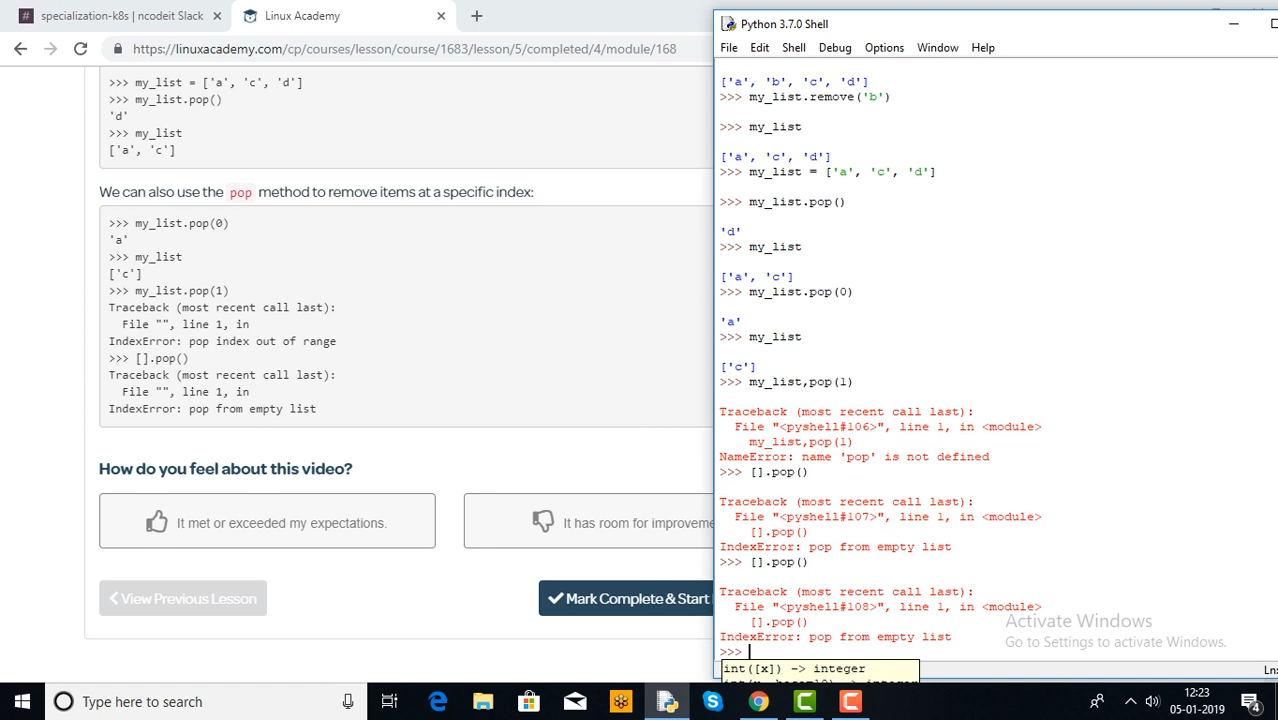 specialization-k8s | ncodeit Slack
Linux Academy
https://linuxacademy.com/cp/courses/lesson/course/1683/lesson/5/completed/4/module/168
>>> my_list = ['a', 'c', 'd']
>>> my_list.pop()
'd'
>>> my_list
['a', 'c']
We can also use the pop method to remove items at a specific index:
>>> my_list.pop(0)
'a'
>>> my_list
['c']
>>> my_list.pop(1)
Traceback (most recent call last):
File "", line 1, in
IndexError: pop index out of range
>>> [].pop()
Traceback (most recent call last):
File "", line 1, in
IndexError: pop from empty list
How do you feel about this video?
It met or exceeded my expectations.
It has room for improveme
View Previous Lesson
Mark Complete & Start
Python 3.7.0 Shell
File Edit Shell Debug Options Window Help
['a', 'b', 'c', 'd']
>>> my_list.remove('b')
>>> my_list
['a', 'c', 'd']
>>> my_list = ['a', 'c', 'd']
>>> my_list.pop()
'd'
>>> my_list
['a', 'c']
>>> my_list.pop(0)
'a'
>>> my_list
['c']
>>> my_list,pop(1)
Traceback (most recent call last):
File "<pyshell#106>", line 1, in <module>
my_list,pop(1)
NameError: name 'pop' is not defined
>>> [].pop()
Traceback (most recent call last):
File "<pyshell#107>", line 1, in <module>
[].pop()
IndexError: pop from empty list
>>> [].pop()
Traceback (most recent call last):
File "<pyshell#108>", line 1, in <module>
[].pop()
IndexError: pop from empty list
>>>
int([x]) -> integer
Activate Windows
Go to Settings to activate Windows.
Ln:
Type here to search
12:23
05-01-2019
4